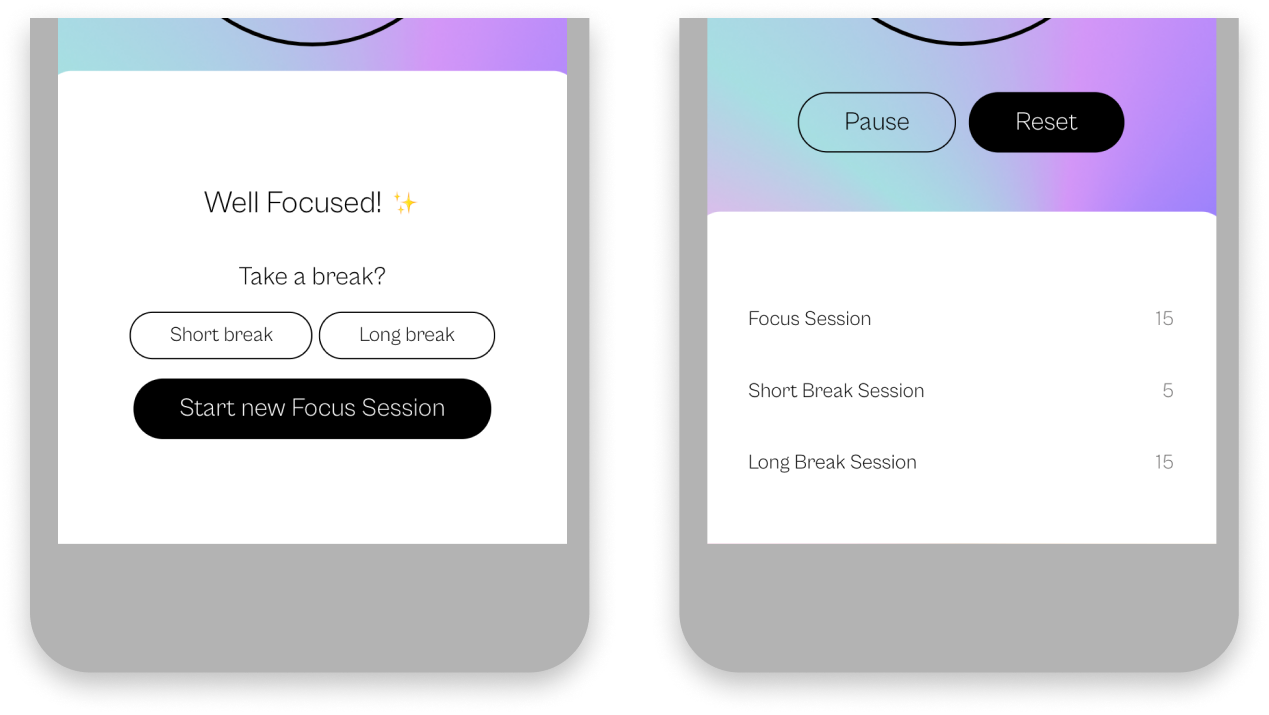 Well Focused! ✨
Take a break?
Short break
Long break
Start new Focus Session
Pause
Reset
Focus Session 15
Short Break Session 5
Long Break Session 15